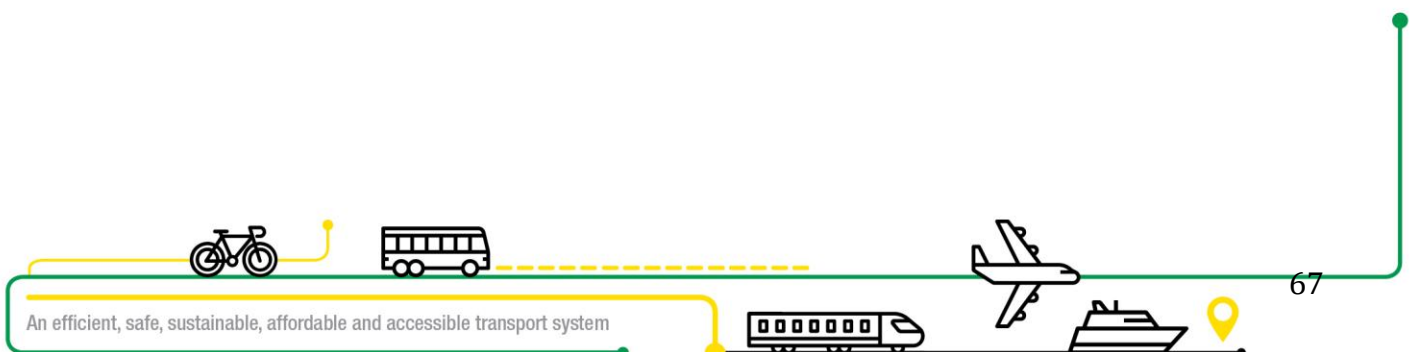 67
An efficient, safe, sustainable, affordable and accessible transport system